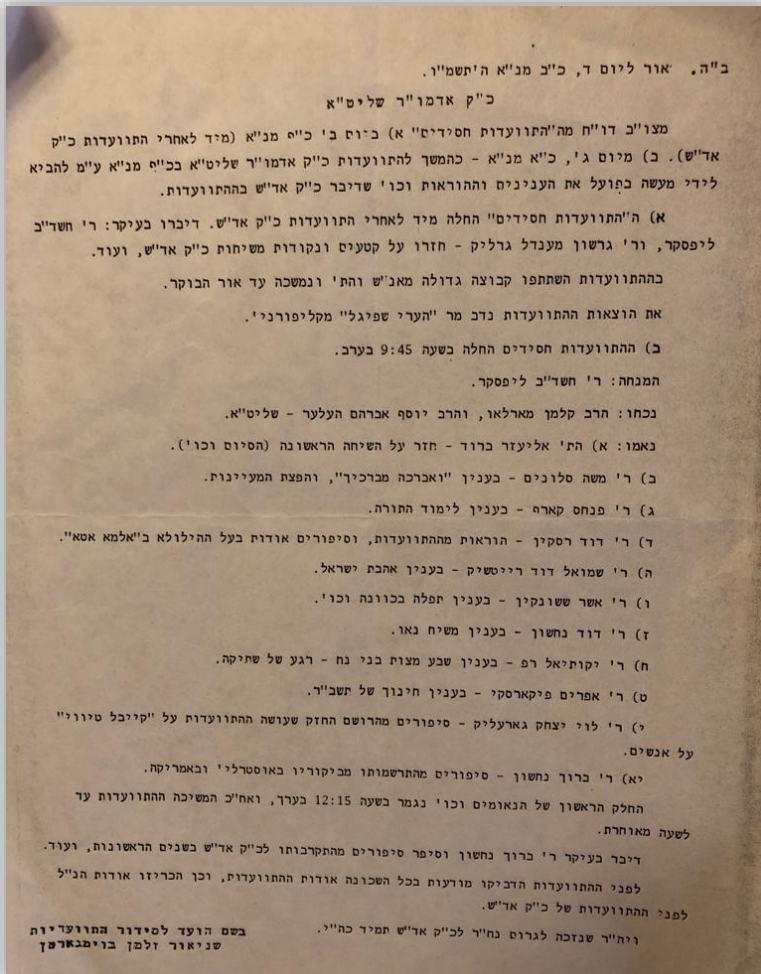 ב"ה. אור ליום ד, כ"ב מנ"א ה'תשמ"ו.
כ"ק אדמו"ר שליט"א
מצו"ב דו"ח מה"התוועדות חסידים" א) ביום ב' כ"ף מנ"א (מיד לאחרי התוועדות כ"ק
אד"ש). ב) מיום ג', כ"א מנ"א - כהמשך להתוועדות כ"ק אדמו"ר שליט"א בכ"ף מנ"א ע"מ להביא
לידי מעשה בפועל את הענינים וההוראות וכו' שדיבר כ"ק אד"ש בההתוועדות.
א) ה"התוועדות חסידים" החלה מיד לאחרי התוועדות כ"ק אד"ש. דיברו בעיקר: ר' חשד"ב
ליפסקר, ור' גרשון מענדל גרליק - חזרו על קטעים ונקודות משיחות כ"ק אד"ש, ועוד.
בההתוועדות השתתפו קבוצה גדולה מאנ"ש והת' ונמשכה עד אור הבוקר.
את הוצאות ההתוועדות נדב מר "הערי שפיגל" מקליפורני'.
ב) ההתוועדות חסידים החלה בשעה 9:45 בערב.
המנחה: ר' חשד"ב ליפסקר.
נכחו: הרב קלמן מארלאו, והרב יוסף אברהם העלער - שליט"א.
נאמו: א) הת' אליעזר ברוד - חזר על השיחה הראשונה (הסיום וכו').
ב) ר' משה סלונים - בענין "ואברכה מברכיך", והפצת המעיינות.
ג) ר' פנחס קארף - בענין לימוד התורה.
ד) ר' דוד רסקין - הוראות מההתוועדות, וסיפורים אודות בעל ההילולא ב"אלמא אטא".
ה) ר' שמואל דוד רייטשיק - בענין אהבת ישראל.
ו) ר' אשר ששונקין - בענין תפלה בכוונה וכו'.
ז) ר' דוד נחשון - בענין משיח נאו.
ח) ר' יקותיאל רפ - בענין שבע מצות בני נח - רגע של שתיקה.
ט) ר' אפרים פיקארסקי - בענין חינוך של תשב"ר.
י) ר' לוי יצחק גארעליק - סיפורים מהרושם החזק שעושה ההתוועדות על "קייבל טיווי"
על אנשים.
יא) ר' ברוך נחשון - סיפורים מהתרשמותו מביקוריו באוסטרלי' ובאמריקה.
החלק הראשון של הנאומים וכו' נגמר בשעה 12:15 בערך, ואח"כ המשיכה ההתוועדות עד
לשעה מאוחרת.
דיבר בעיקר ר' ברוך נחשון וסיפר סיפורים מהתקרבותו לכ"ק אד"ש בשנים הראשונות, ועוד.
לפני ההתוועדות הדביקו מודעות בכל השכונה אודות ההתוועדות, וכן הכריזו אודות הנ"ל
לפני ההתוועדות של כ"ק אד"ש.
ויה"ר שנזכה לגרום נח"ר לכ"ק אד"ש תמיד כה"י.
בשם הועד לסידור התוועדיות
שניאור זלמן בוימגארטן